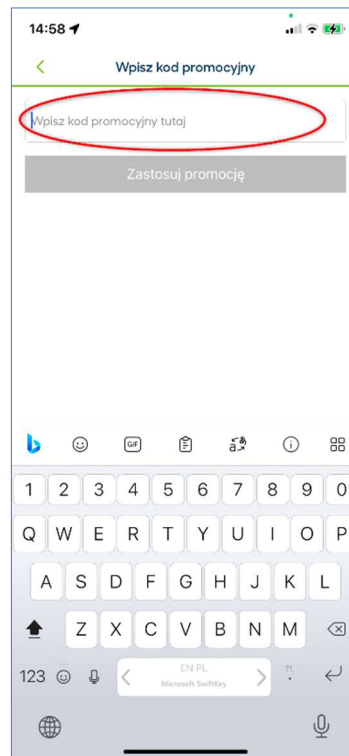 14:58
Wpisz kod promocyjny
Wpisz kod promocyjny tutaj
Zastosuj promocję
GIF
1 2 3 4 5 6 7 8 9 0
Q W E R T Y U I O P
A S D F G H J K L
Z X C V B N M
123
EN PL
?!,
.
Microsoft SwiftKey